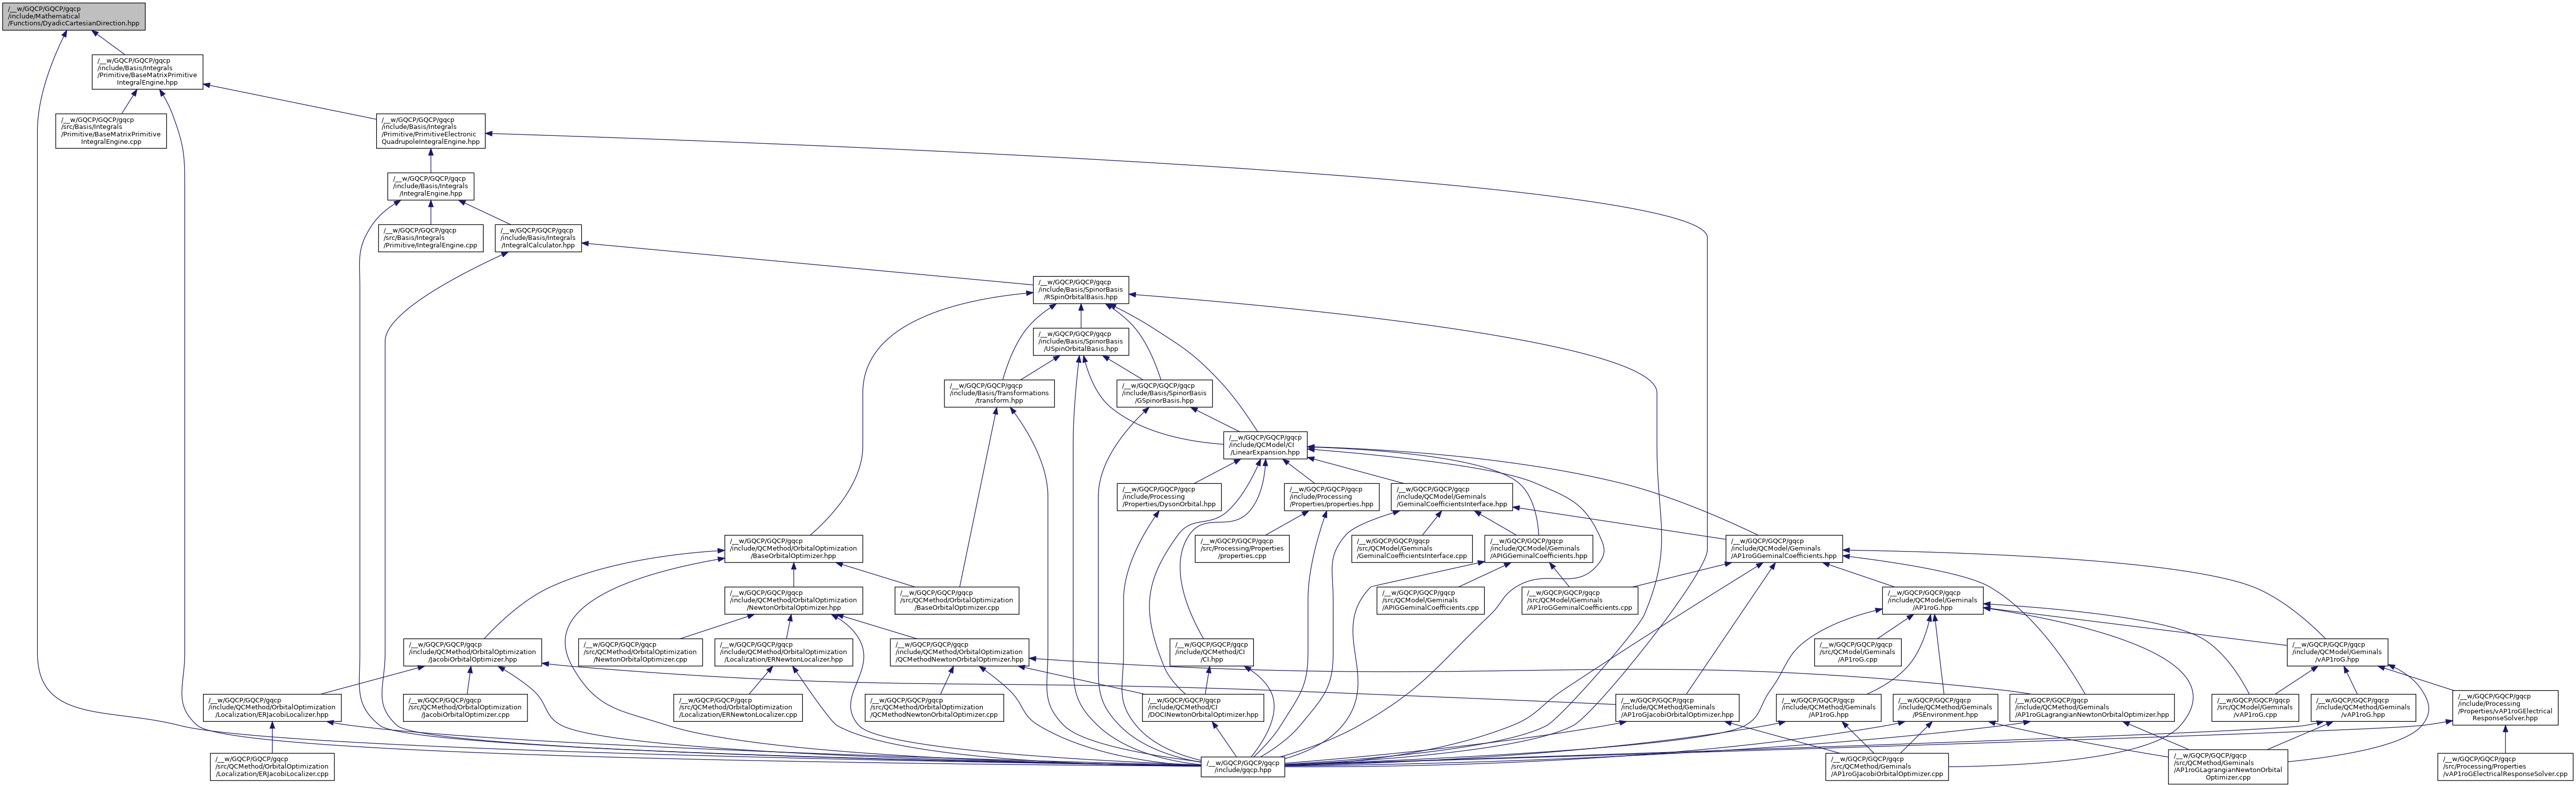 /__w/GQCP/GQCP/gqcp
/include/Mathematical
/Functions/DyadicCartesianDirection.hpp
/__w/GQCP/GQCP/gqcp
/include/Basis/Integrals
/Primitive/BaseMatrixPrimitive
IntegralEngine.hpp
/__w/GQCP/GQCP/gqcp
/src/Basis/Integrals
/Primitive/BaseMatrixPrimitive
IntegralEngine.cpp
/__w/GQCP/GQCP/gqcp
/include/Basis/Integrals
/Primitive/PrimitiveElectronic
QuadrupoleIntegralEngine.hpp
/__w/GQCP/GQCP/gqcp
/include/Basis/Integrals
/IntegralEngine.hpp
/__w/GQCP/GQCP/gqcp
/src/Basis/Integrals
/Primitive/IntegralEngine.cpp
/__w/GQCP/GQCP/gqcp
/include/Basis/Integrals
/IntegralCalculator.hpp
/__w/GQCP/GQCP/gqcp
/include/Basis/SpinorBasis
/RSpinOrbitalBasis.hpp
/__w/GQCP/GQCP/gqcp
/include/Basis/SpinorBasis
/USpinOrbitalBasis.hpp
/__w/GQCP/GQCP/gqcp
/include/Basis/Transformations
/transform.hpp
/__w/GQCP/GQCP/gqcp
/include/Basis/SpinorBasis
/GSpinorBasis.hpp
/__w/GQCP/GQCP/gqcp
/include/QCModel/CI
/LinearExpansion.hpp
/__w/GQCP/GQCP/gqcp
/include/Processing
/Properties/DysonOrbital.hpp
/__w/GQCP/GQCP/gqcp
/include/Processing
/Properties/properties.hpp
/__w/GQCP/GQCP/gqcp
/include/QCModel/Geminals
/GeminalCoefficientsInterface.hpp
/__w/GQCP/GQCP/gqcp
/include/QCMethod/OrbitalOptimization
/BaseOrbitalOptimizer.hpp
/__w/GQCP/GQCP/gqcp
/src/Processing/Properties
/properties.cpp
/__w/GQCP/GQCP/gqcp
/src/QCModel/Geminals
/GeminalCoefficientsInterface.cpp
/__w/GQCP/GQCP/gqcp
/include/QCModel/Geminals
/APIGGeminalCoefficients.hpp
/__w/GQCP/GQCP/gqcp
/include/QCModel/Geminals
/AP1roGGeminalCoefficients.hpp
/__w/GQCP/GQCP/gqcp
/include/QCMethod/OrbitalOptimization
/NewtonOrbitalOptimizer.hpp
/__w/GQCP/GQCP/gqcp
/src/QCMethod/OrbitalOptimization
/BaseOrbitalOptimizer.cpp
/__w/GQCP/GQCP/gqcp
/src/QCModel/Geminals
/APIGGeminalCoefficients.cpp
/__w/GQCP/GQCP/gqcp
/src/QCModel/Geminals
/AP1roGGeminalCoefficients.cpp
/__w/GQCP/GQCP/gqcp
/include/QCModel/Geminals
/AP1roG.hpp
/__w/GQCP/GQCP/gqcp
/include/QCMethod/OrbitalOptimization
/JacobiOrbitalOptimizer.hpp
/__w/GQCP/GQCP/gqcp
/src/QCMethod/OrbitalOptimization
/NewtonOrbitalOptimizer.cpp
/__w/GQCP/GQCP/gqcp
/include/QCMethod/OrbitalOptimization
/Localization/ERNewtonLocalizer.hpp
/__w/GQCP/GQCP/gqcp
/include/QCMethod/OrbitalOptimization
/QCMethodNewtonOrbitalOptimizer.hpp
/__w/GQCP/GQCP/gqcp
/include/QCMethod/CI
/CI.hpp
/__w/GQCP/GQCP/gqcp
/src/QCModel/Geminals
/AP1roG.cpp
/__w/GQCP/GQCP/gqcp
/include/QCModel/Geminals
/vAP1roG.hpp
/__w/GQCP/GQCP/gqcp
/include/QCMethod/OrbitalOptimization
/Localization/ERJacobiLocalizer.hpp
/__w/GQCP/GQCP/gqcp
/src/QCMethod/OrbitalOptimization
/JacobiOrbitalOptimizer.cpp
/__w/GQCP/GQCP/gqcp
/src/QCMethod/OrbitalOptimization
/Localization/ERNewtonLocalizer.cpp
/__w/GQCP/GQCP/gqcp
/src/QCMethod/OrbitalOptimization
/QCMethodNewtonOrbitalOptimizer.cpp
/__w/GQCP/GQCP/gqcp
/include/QCMethod/CI
/DOCINewtonOrbitalOptimizer.hpp
/__w/GQCP/GQCP/gqcp
/include/QCMethod/Geminals
/AP1roGJacobiOrbitalOptimizer.hpp
/__w/GQCP/GQCP/gqcp
/include/QCMethod/Geminals
/AP1roG.hpp
/__w/GQCP/GQCP/gqcp
/include/QCMethod/Geminals
/PSEnvironment.hpp
/__w/GQCP/GQCP/gqcp
/include/QCMethod/Geminals
/AP1roGLagrangianNewtonOrbitalOptimizer.hpp
/__w/GQCP/GQCP/gqcp
/src/QCModel/Geminals
/vAP1roG.cpp
/__w/GQCP/GQCP/gqcp
/include/QCMethod/Geminals
/vAP1roG.hpp
/__w/GQCP/GQCP/gqcp
/include/Processing
/Properties/vAP1roGElectrical
ResponseSolver.hpp
/__w/GQCP/GQCP/gqcp
/src/QCMethod/OrbitalOptimization
/Localization/ERJacobiLocalizer.cpp
/__w/GQCP/GQCP/gqcp
/include/gqcp.hpp
/__w/GQCP/GQCP/gqcp
/src/QCMethod/Geminals
/AP1roGJacobiOrbitalOptimizer.cpp
/__w/GQCP/GQCP/gqcp
/src/QCMethod/Geminals
/AP1roGLagrangianNewtonOrbital
Optimizer.cpp
/__w/GQCP/GQCP/gqcp
/src/Processing/Properties
/vAP1roGElectricalResponseSolver.cpp